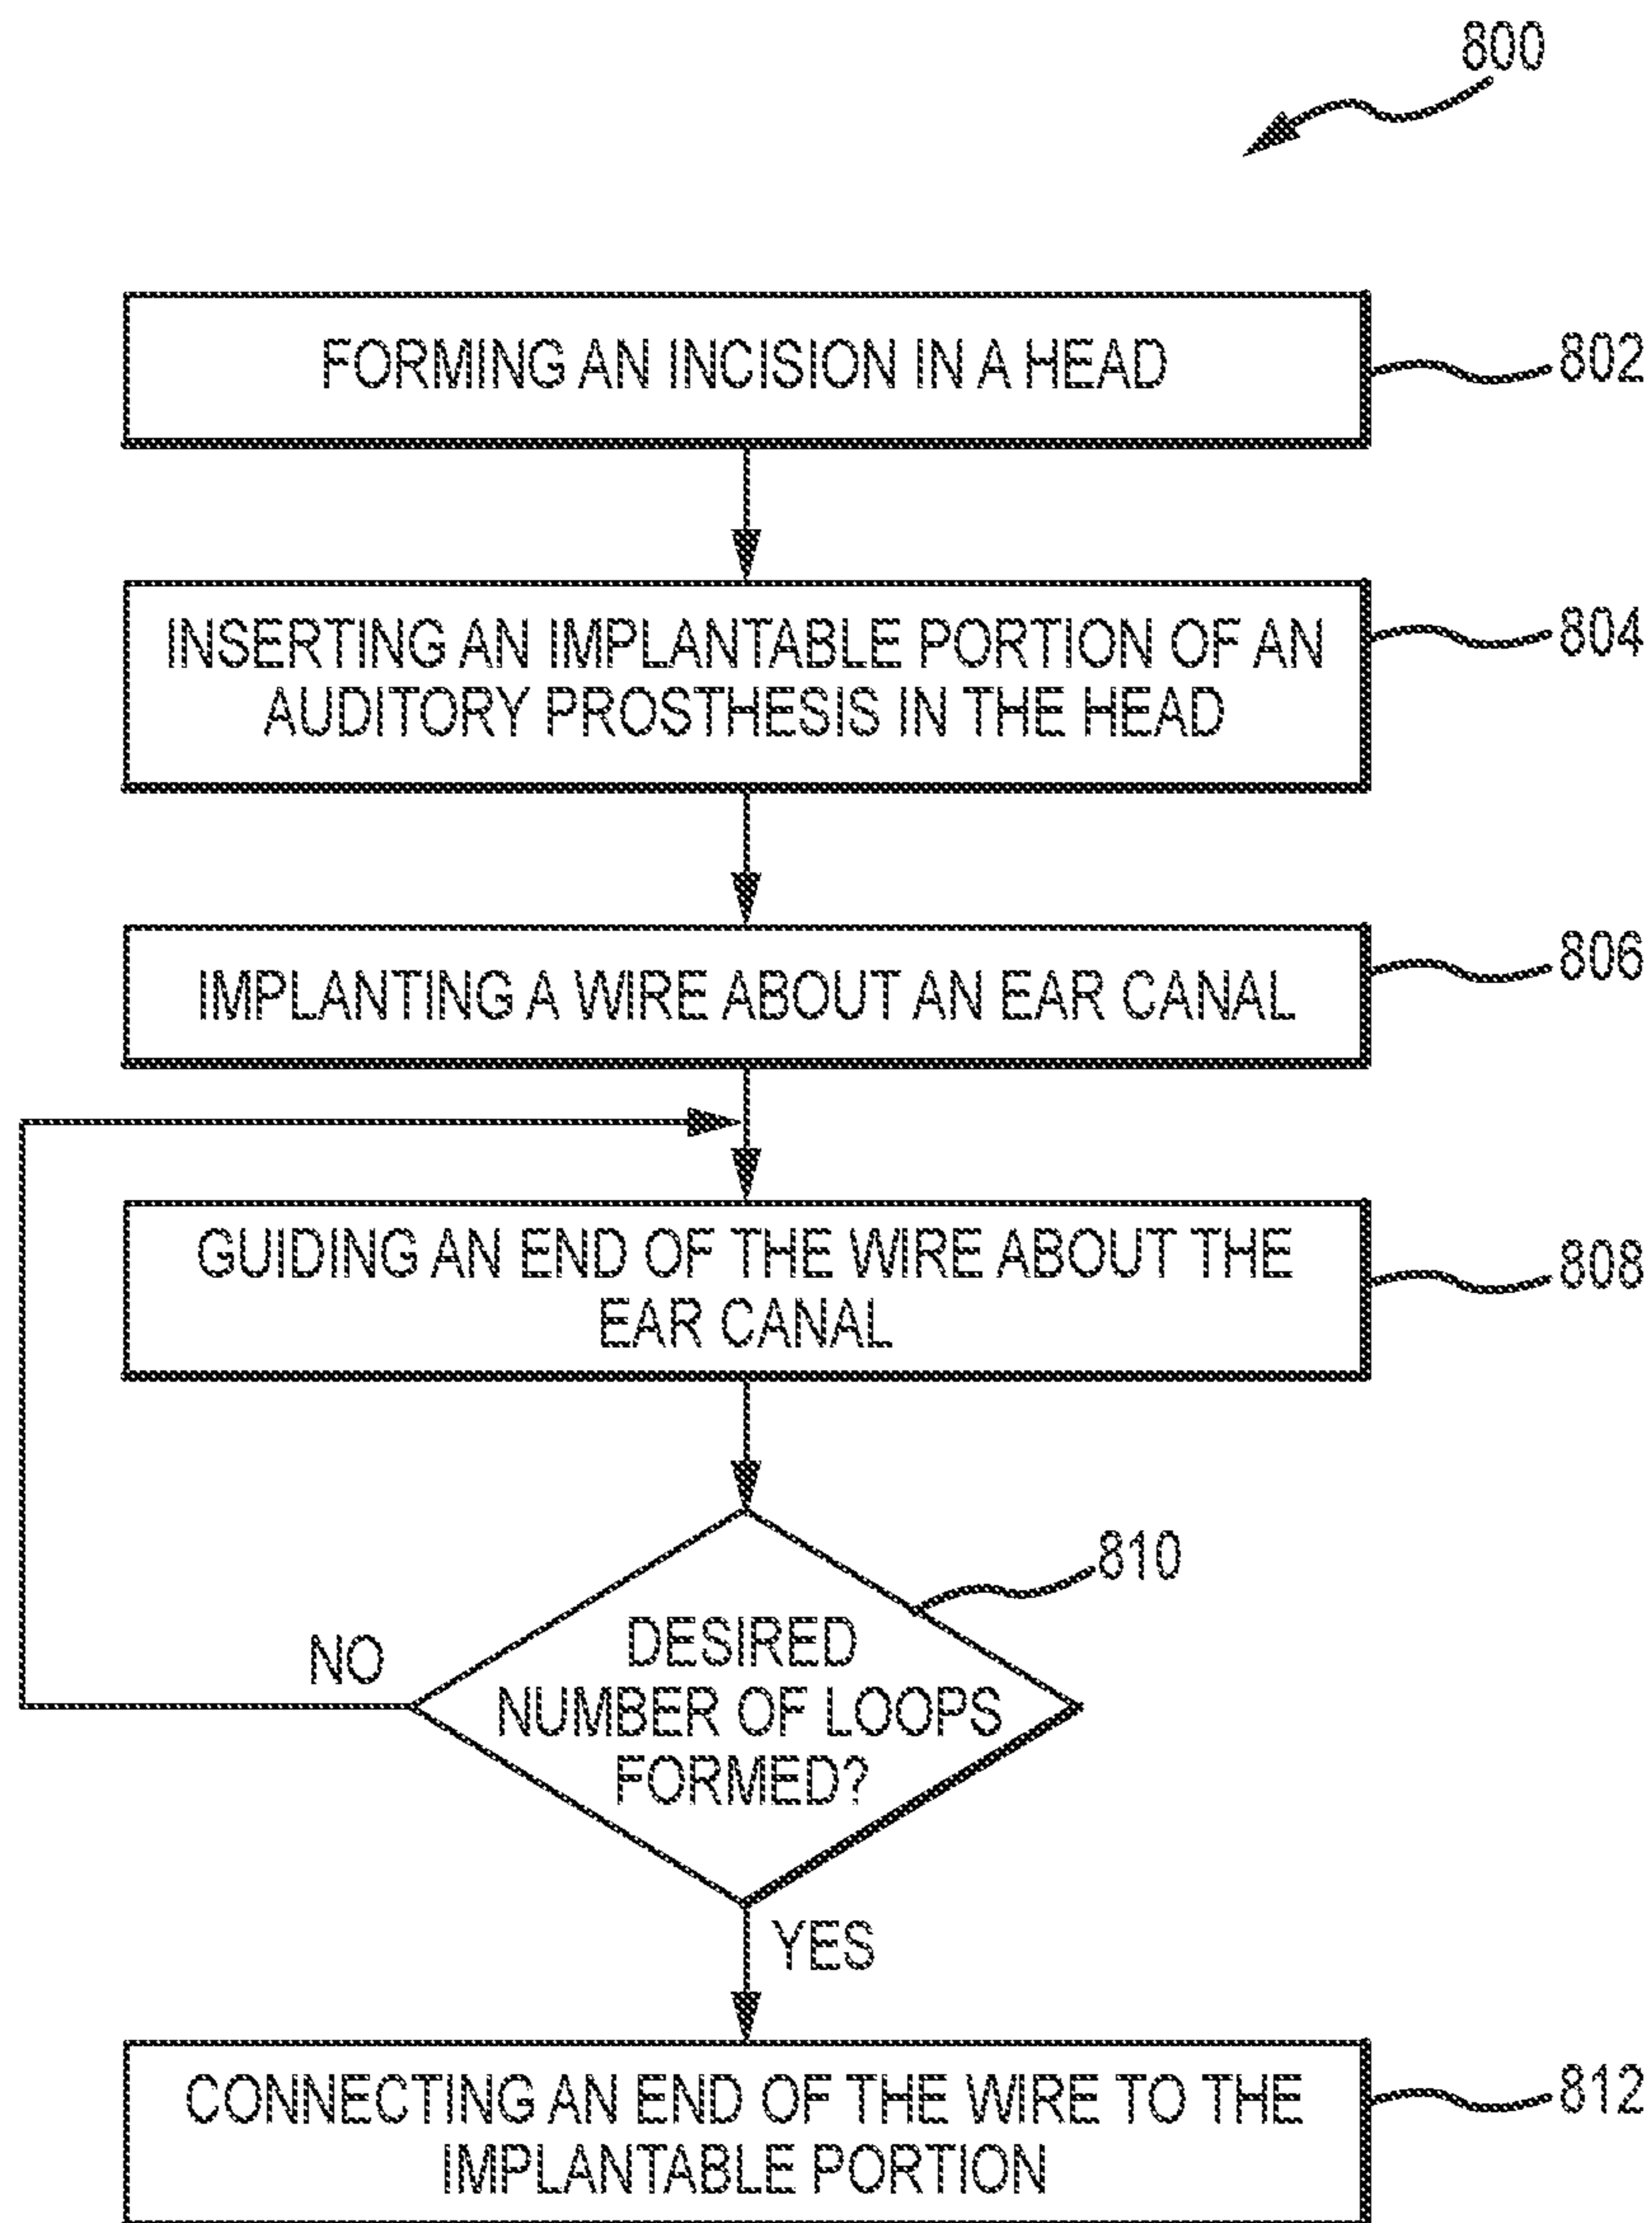 800
FORMING AN INCISION IN A HEAD
802
INSERTING AN IMPLANTABLE PORTION OF AN
AUDITORY PROSTHESIS IN THE HEAD
804
IMPLANTING A WIRE ABOUT AN EAR CANAL
806
GUIDING AN END OF THE WIRE ABOUT THE
EAR CANAL
808
810
DESIRED
NUMBER OF LOOPS
FORMED?
NO
YES
CONNECTING AN END OF THE WIRE TO THE
IMPLANTABLE PORTION
812